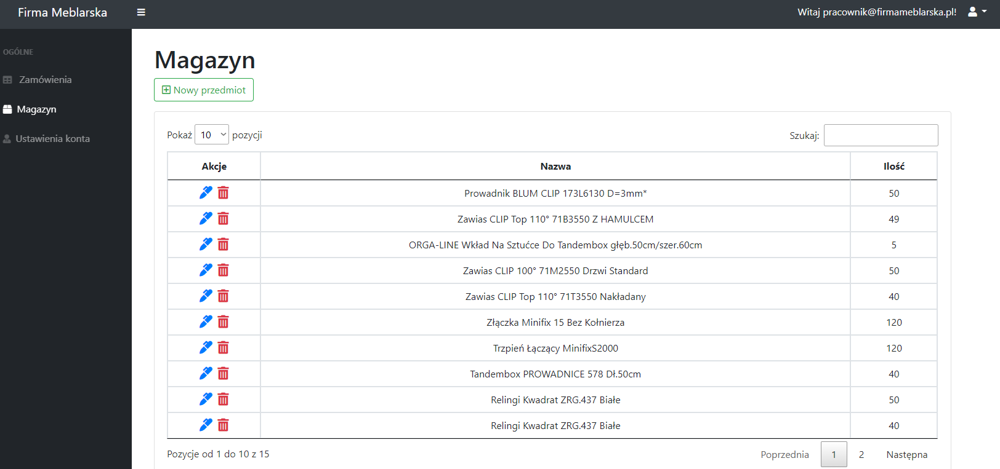 Firma Meblarska
Witaj pracownik@firmameblarska.pl!
OGÓLNE
Zamówienia
Magazyn
Ustawienia konta
Magazyn
Nowy przedmiot
Pokaż 10 pozycji
Szukaj:
Akcje Nazwa Ilość
Prowadnik BLUM CLIP 173L6130 D=3mm* 50
Zawias CLIP Top 110° 71B3550 Z HAMULCEM 49
ORGA-LINE Wkład Na Sztućce Do Tandembox głęb.50cm/szer.60cm 5
Zawias CLIP 100° 71M2550 Drzwi Standard 50
Zawias CLIP Top 110° 71T3550 Nakładany 40
Złączka Minifix 15 Bez Kołnierza 120
Trzpień Łączący MinifixS2000 120
Tandembox PROWADNICE 578 Dł.50cm 40
Relingi Kwadrat ZRG.437 Białe 50
Relingi Kwadrat ZRG.437 Białe 40
Pozycje od 1 do 10 z 15
Poprzednia 1 2 Następna